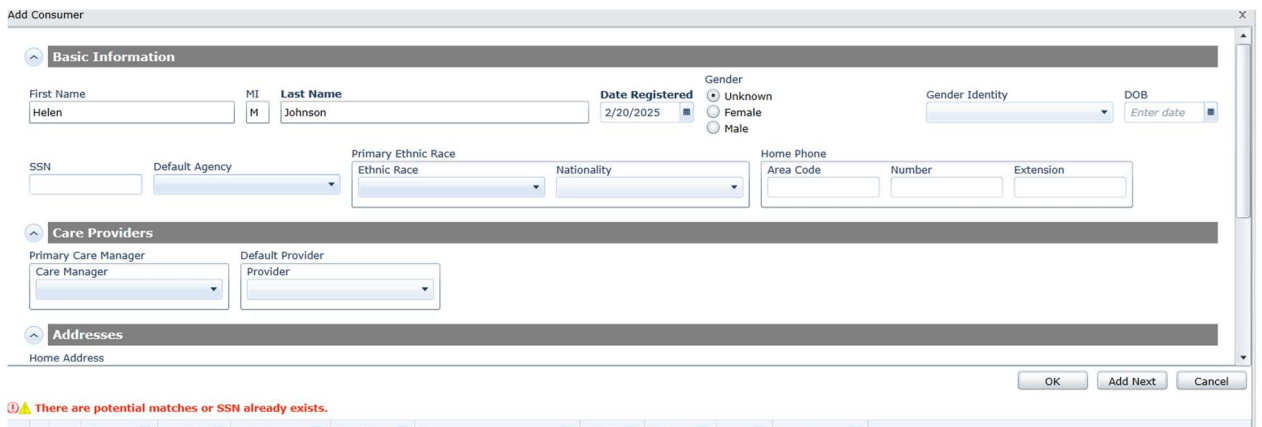 Add Consumer X
Basic Information
Gender
First Name MI Last Name Date Registered Unknown Gender Identity DOB
Helen M Johnson 2/20/2025 Female Enter date
Male
Primary Ethnic Race Home Phone
SSN Default Agency Ethnic Race Nationality Area Code Number Extension
Care Providers
Primary Care Manager Default Provider
Care Manager Provider
Addresses
Home Address
OK Add Next Cancel
There are potential matches or SSN already exists.